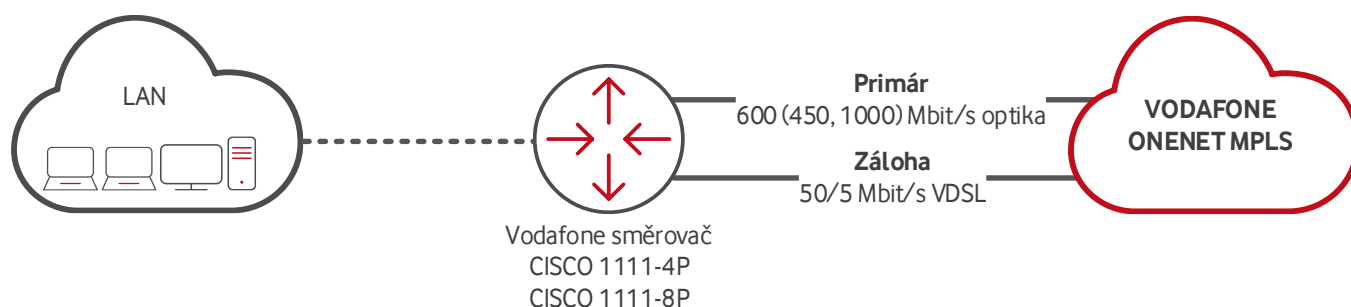 LAN
Primár
600 (450, 1000) Mbit/s optika
Záloha
50/5 Mbit/s VDSL
VODAFONE
ONENET MPLS
Vodafone směrovač
CISCO 1111-4P
CISCO 1111-8P